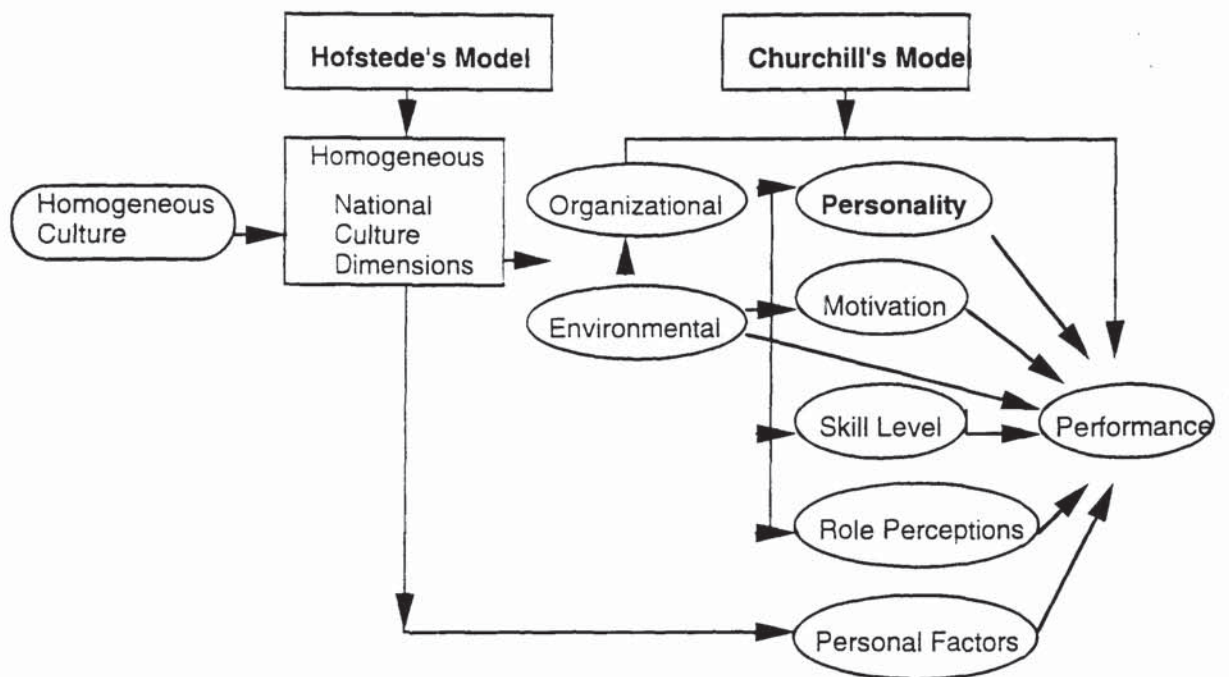 Hofstede's Model
Churchill's Model
Homogeneous
Culture
Homogeneous
National
Culture
Dimensions
Organizational
Environmental
Personality
Motivation
Skill Level
Role Perceptions
Personal Factors
Performance